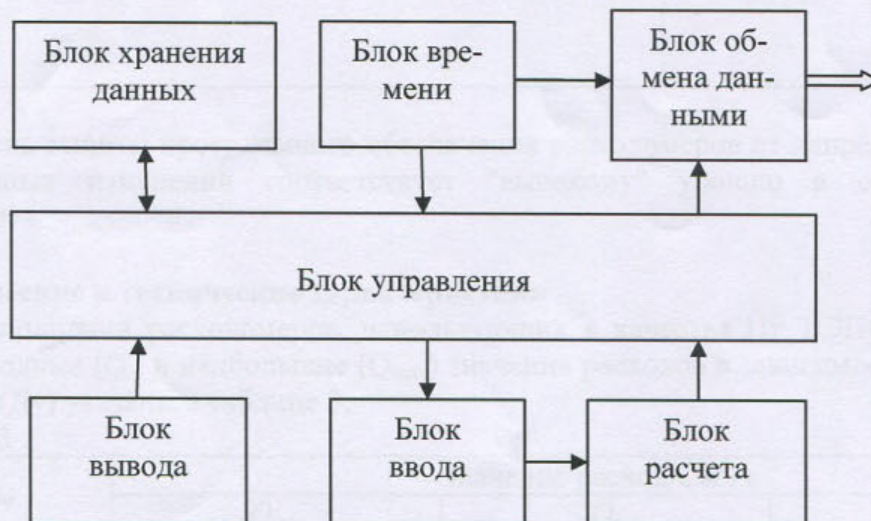 Блок хранения
данных
Блок вре-
мени
Блок об-
мена дан-
ными
Блок управления
Блок
вывода
Блок
ввода
Блок
расчета